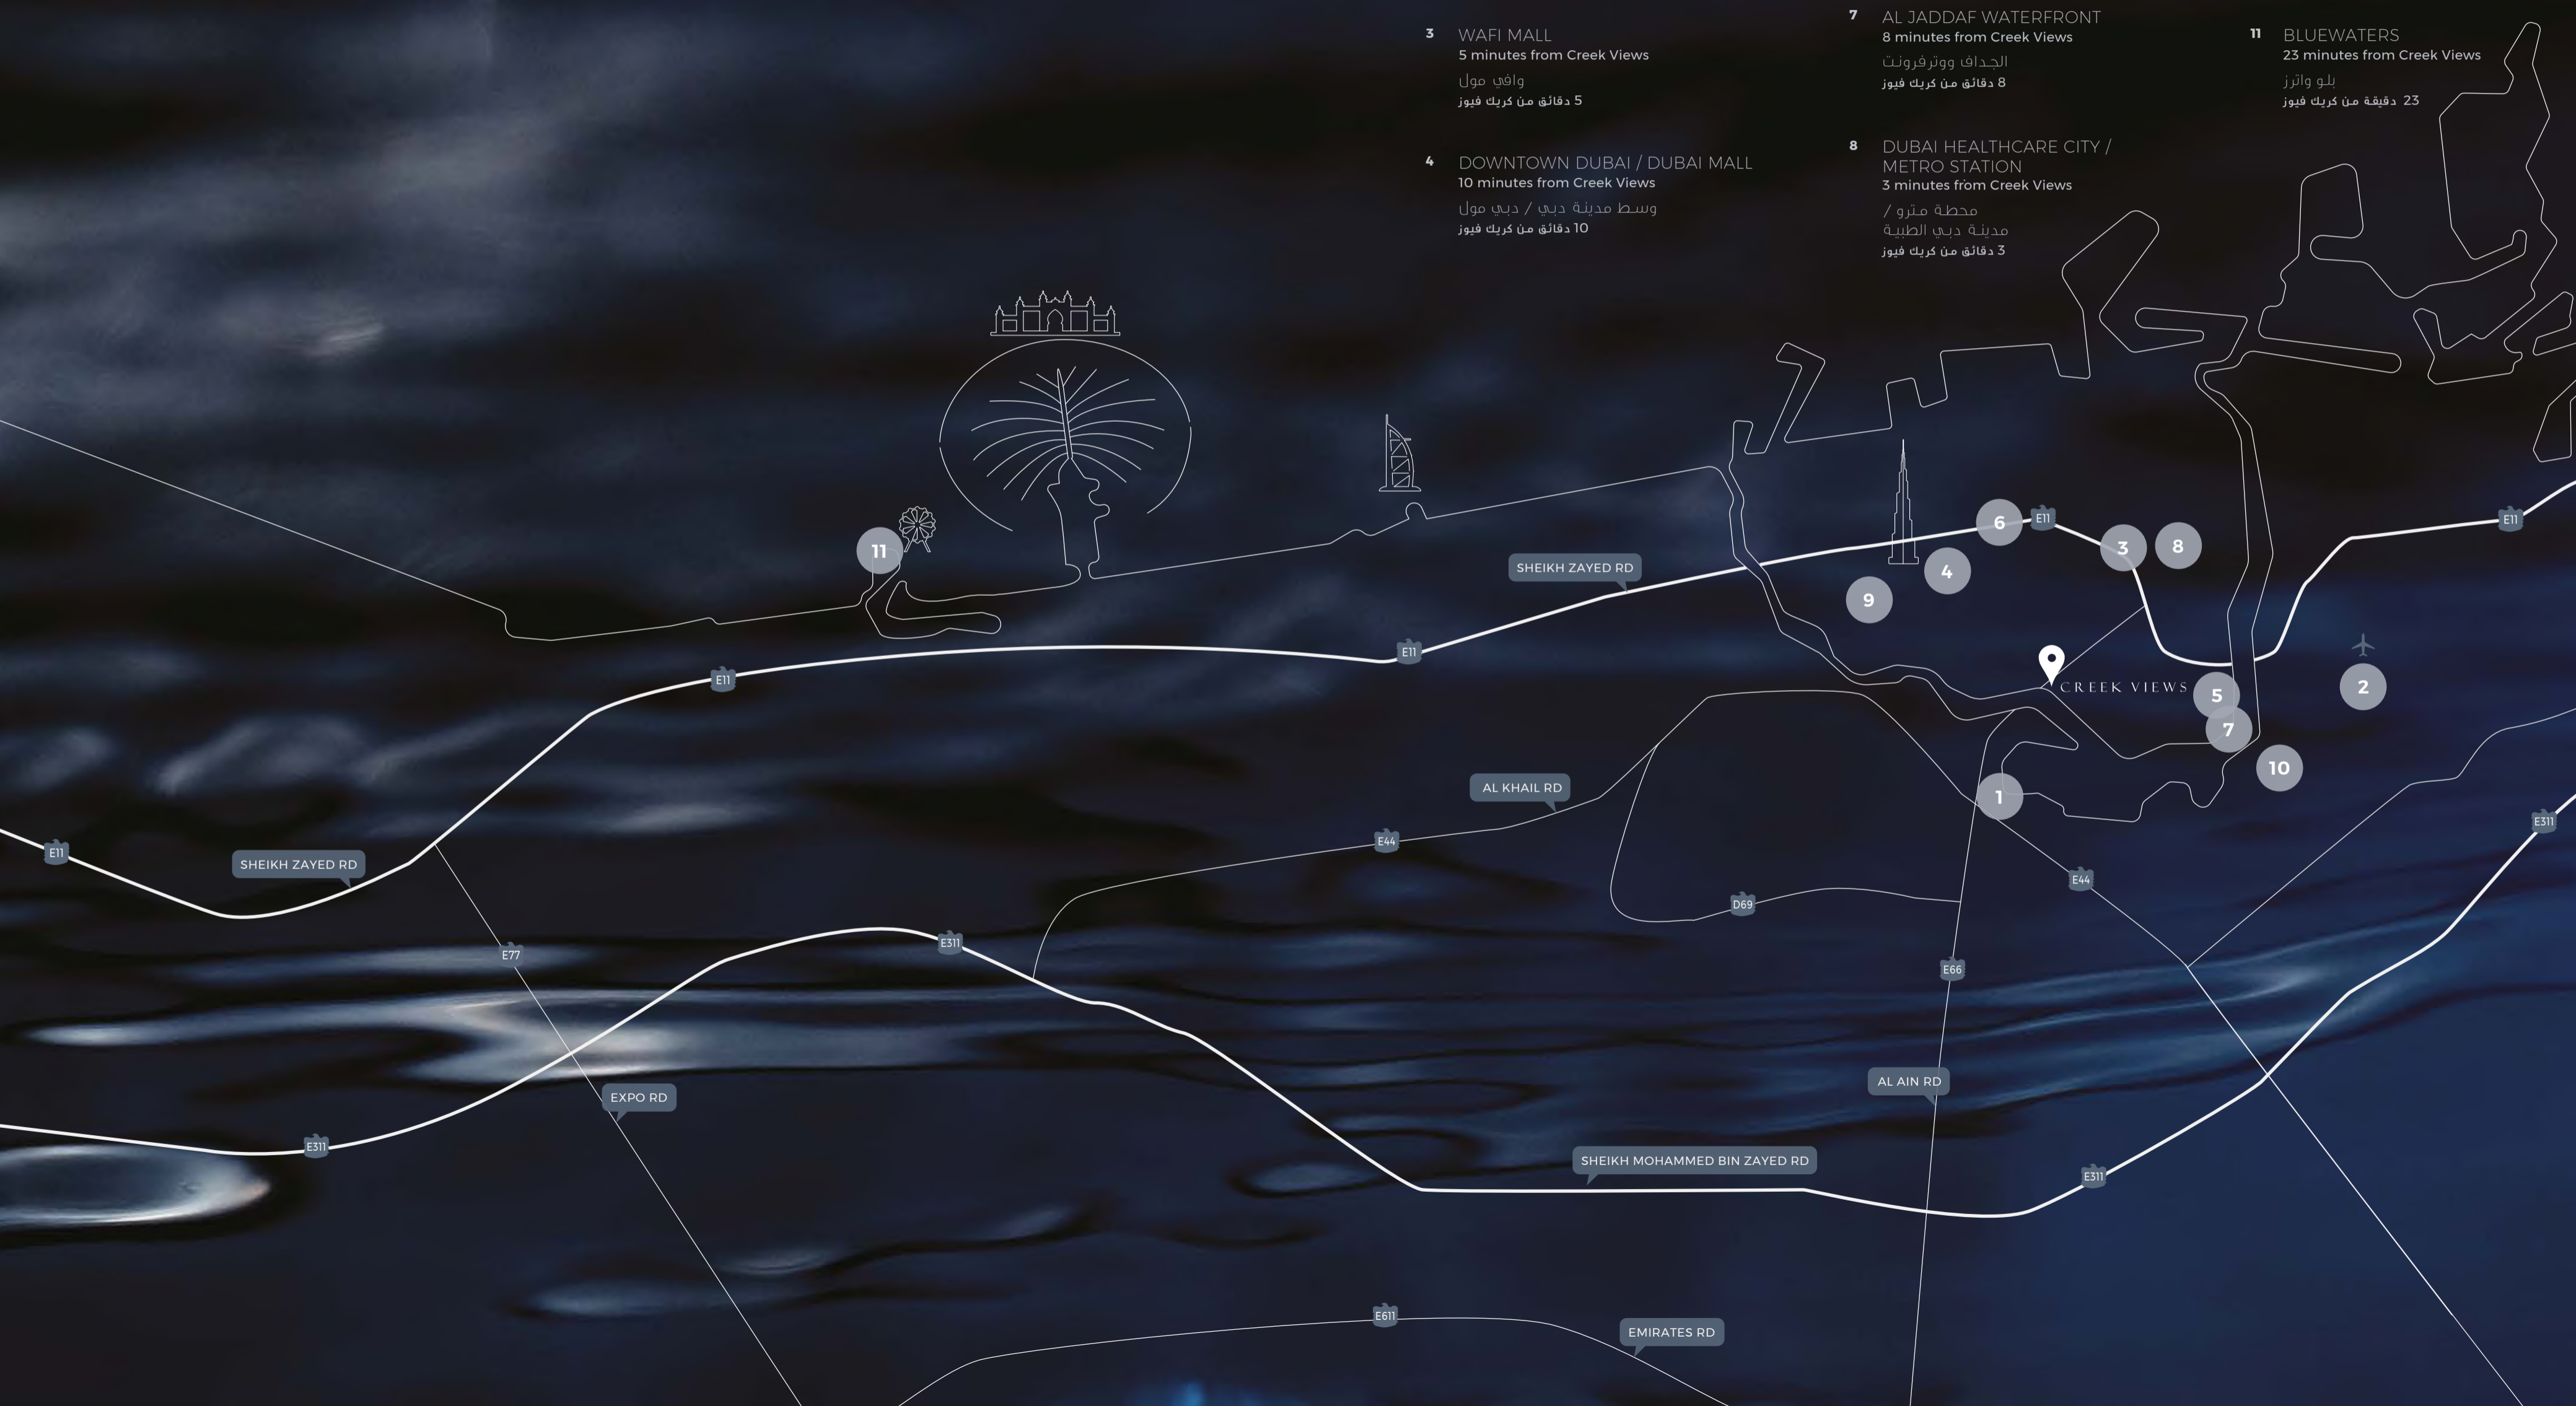 3 WAFI MALL
5 minutes from Creek Views
وافي مول
5 دقائق من كريك فيوز
4 DOWNTOWN DUBAI / DUBAI MALL
10 minutes from Creek Views
وسط مدينة دبي / دبي مول
10 دقائق من كريك فيوز
7 AL JADDAF WATERFRONT
8 minutes from Creek Views
الجداف ووترفرونت
8 دقائق من كريك فيوز
8 DUBAI HEALTHCARE CITY /
METRO STATION
3 minutes from Creek Views
محطة مترو /
مدينة دبي الطبية
3 دقائق من كريك فيوز
11 BLUEWATERS
23 minutes from Creek Views
بلو واترز
23 دقيقة من كريك فيوز
6
E11
E11
3
8
11
SHEIKH ZAYED RD
4
9
E11
E11
CREEK VIEWS
5
2
7
10
AL KHAIL RD
1
E311
E44
E11
SHEIKH ZAYED RD
E44
D69
E311
E77
E66
AL AIN RD
EXPO RD
E311
SHEIKH MOHAMMED BIN ZAYED RD
E311
E611
EMIRATES RD